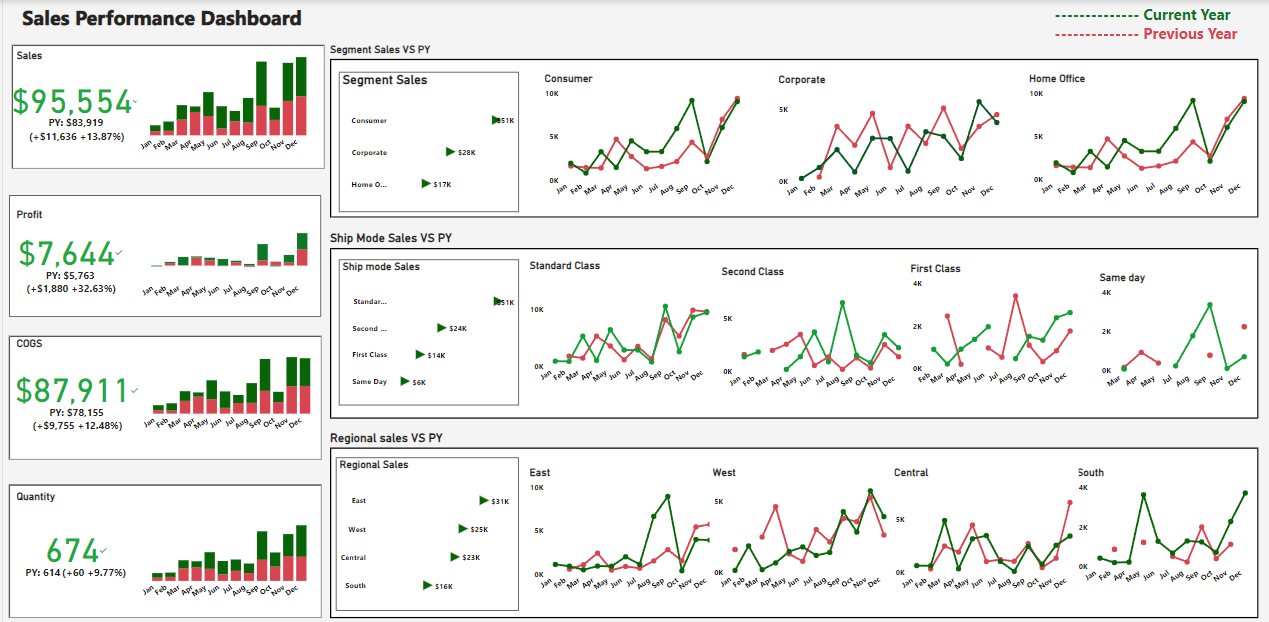 Sales Performance Dashboard
Current Year
Previous Year
Sales
$95,554
PY: $83,919
(+$11,636 +13.87%)
Jan Feb Mar Apr May Jun Jul Aug Sep Oct Nov Dec
Profit
$7,644
PY: $5,763
(+$1,880 +32.63%)
Jan Feb Mar Apr May Jun Jul Aug Sep Oct Nov Dec
COGS
$87,911
PY: $78,155
(+$9,755 +12.48%)
Jan Feb Mar Apr May Jun Jul Aug Sep Oct Nov Dec
Quantity
674
PY: 614 (+60 +9.77%)
Jan Feb Mar Apr May Jun Jul Aug Sep Oct Nov Dec
Segment Sales VS PY
Segment Sales
Consumer $51K
Corporate $28K
Home O... $17K
Consumer
10K
5K
0K
Jan Feb Mar Apr May Jun Jul Aug Sep Oct Nov Dec
Corporate
5K
0K
Jan Feb Mar Apr May Jun Jul Aug Sep Oct Nov Dec
Home Office
10K
5K
0K
Jan Feb Mar Apr May Jun Jul Aug Sep Oct Nov Dec
Ship Mode Sales VS PY
Ship mode Sales
Standar... $51K
Second ... $24K
First Class $14K
Same Day $6K
Standard Class
10K
0K
Jan Feb Mar Apr May Jun Jul Aug Sep Oct Nov Dec
Second Class
5K
0K
Jan Feb Mar Apr May Jun Jul Aug Sep Oct Nov Dec
First Class
4K
2K
0K
Feb Mar Apr May Jun Jul Aug Sep Oct Nov Dec
Same day
4K
2K
0K
Mar Apr May Jul Aug Sep Oct Nov Dec
Regional sales VS PY
Regional Sales
East $31K
West $25K
Central $23K
South $16K
East
10K
5K
0K
Jan Feb Mar Apr May Jun Jul Aug Sep Oct Nov Dec
West
5K
0K
Jan Feb Mar Apr May Jun Jul Aug Sep Oct Nov Dec
Central
5K
0K
Jan Feb Mar Apr May Jun Jul Aug Sep Oct Nov Dec
South
4K
2K
0K
Jan Feb Apr May Jun Jul Aug Sep Oct Nov Dec